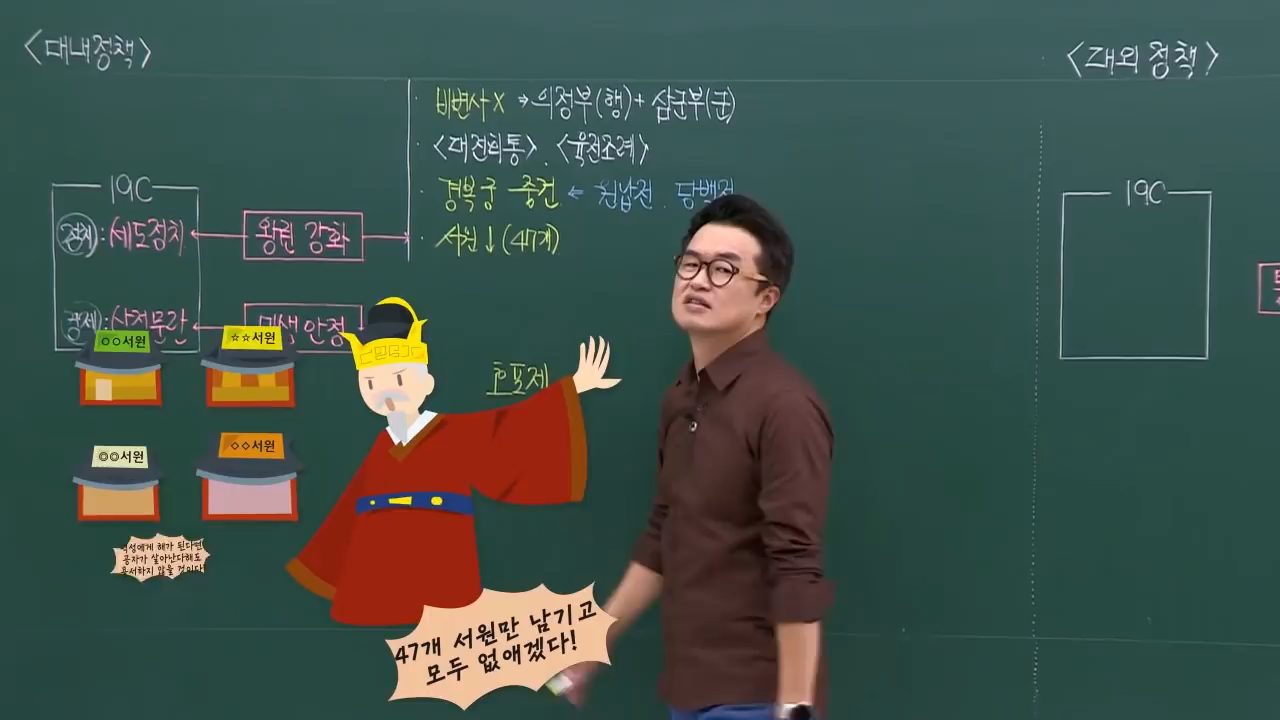 <대내정책>
<대외정책>
· 비변사 X → 의정부(행) + 삼군부(군)
· <대전회통>, <육전조례>
· 경복궁 중건 ← 원납전, 당백전
· 서원 ↓ (47개)
19C
정치 : 세도정치
왕권 강화
경제 : 삼정문란
민생 안정
호포제
19C
○○서원
☆☆서원
◎◎서원
◇◇서원
백성에게 해가 된다면
공자가 살아난다해도
용서하지 않을 것이다!
47개 서원만 남기고
모두 없애겠다!